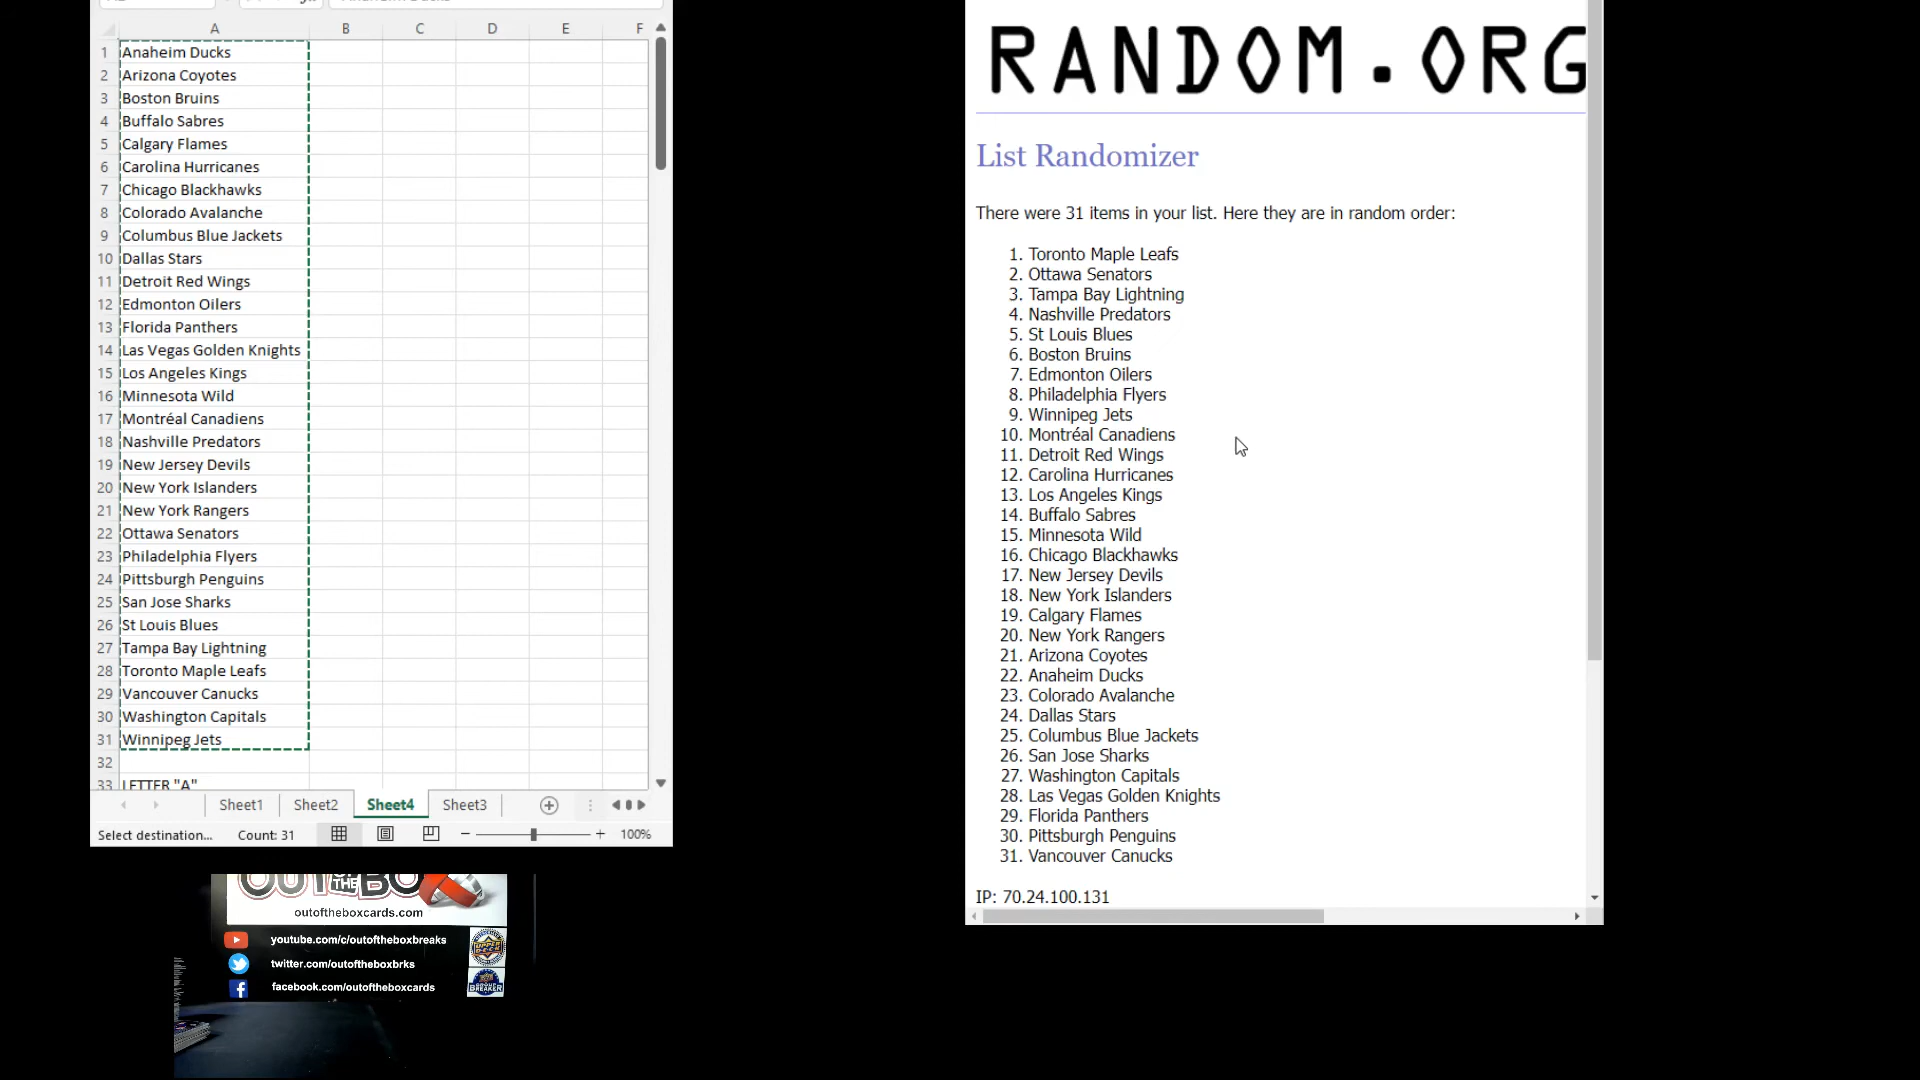 A B C D E F
1 Anaheim Ducks
2 Arizona Coyotes
3 Boston Bruins
4 Buffalo Sabres
5 Calgary Flames
6 Carolina Hurricanes
7 Chicago Blackhawks
8 Colorado Avalanche
9 Columbus Blue Jackets
10 Dallas Stars
11 Detroit Red Wings
12 Edmonton Oilers
13 Florida Panthers
14 Las Vegas Golden Knights
15 Los Angeles Kings
16 Minnesota Wild
17 Montréal Canadiens
18 Nashville Predators
19 New Jersey Devils
20 New York Islanders
21 New York Rangers
22 Ottawa Senators
23 Philadelphia Flyers
24 Pittsburgh Penguins
25 San Jose Sharks
26 St Louis Blues
27 Tampa Bay Lightning
28 Toronto Maple Leafs
29 Vancouver Canucks
30 Washington Capitals
31 Winnipeg Jets
32
33 LETTER "A"
Sheet1 Sheet2 Sheet4 Sheet3
Select destination... Count: 31 100%
OUT OF THE BOX
outoftheboxcards.com
youtube.com/c/outoftheboxbreaks
twitter.com/outoftheboxbrks
facebook.com/outoftheboxcards
UPPER DECK
GROUP BREAKER
RANDOM.ORG
List Randomizer
There were 31 items in your list. Here they are in random order:
1. Toronto Maple Leafs
2. Ottawa Senators
3. Tampa Bay Lightning
4. Nashville Predators
5. St Louis Blues
6. Boston Bruins
7. Edmonton Oilers
8. Philadelphia Flyers
9. Winnipeg Jets
10. Montréal Canadiens
11. Detroit Red Wings
12. Carolina Hurricanes
13. Los Angeles Kings
14. Buffalo Sabres
15. Minnesota Wild
16. Chicago Blackhawks
17. New Jersey Devils
18. New York Islanders
19. Calgary Flames
20. New York Rangers
21. Arizona Coyotes
22. Anaheim Ducks
23. Colorado Avalanche
24. Dallas Stars
25. Columbus Blue Jackets
26. San Jose Sharks
27. Washington Capitals
28. Las Vegas Golden Knights
29. Florida Panthers
30. Pittsburgh Penguins
31. Vancouver Canucks
IP: 70.24.100.131